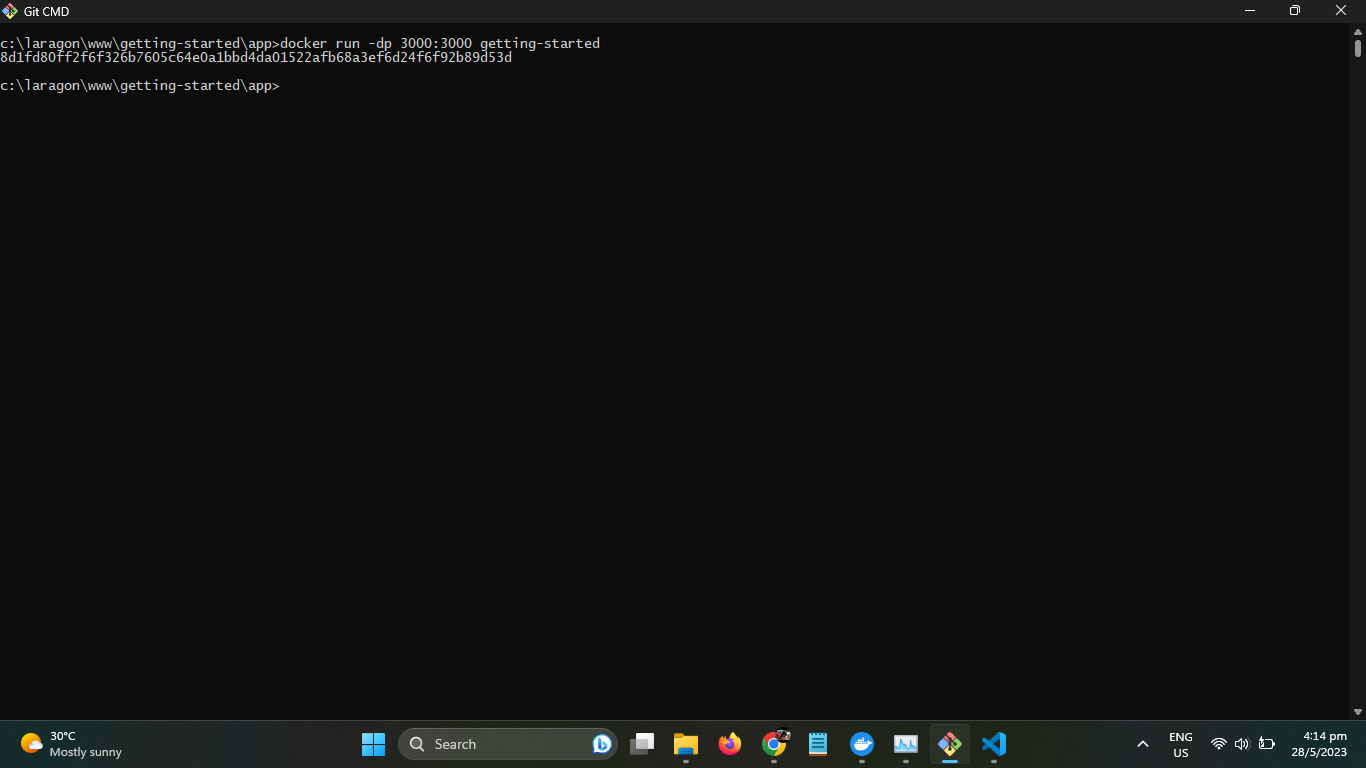 Git CMD
c:\laragon\www\getting-started\app>docker run -dp 3000:3000 getting-started
8d1fd80ff2f6f326b7605c64e0a1bbd4da01522afb68a3ef6d24f6f92b89d53d
c:\laragon\www\getting-started\app>
30°C
Mostly sunny
Search
ENG
US
4:14 pm
28/5/2023